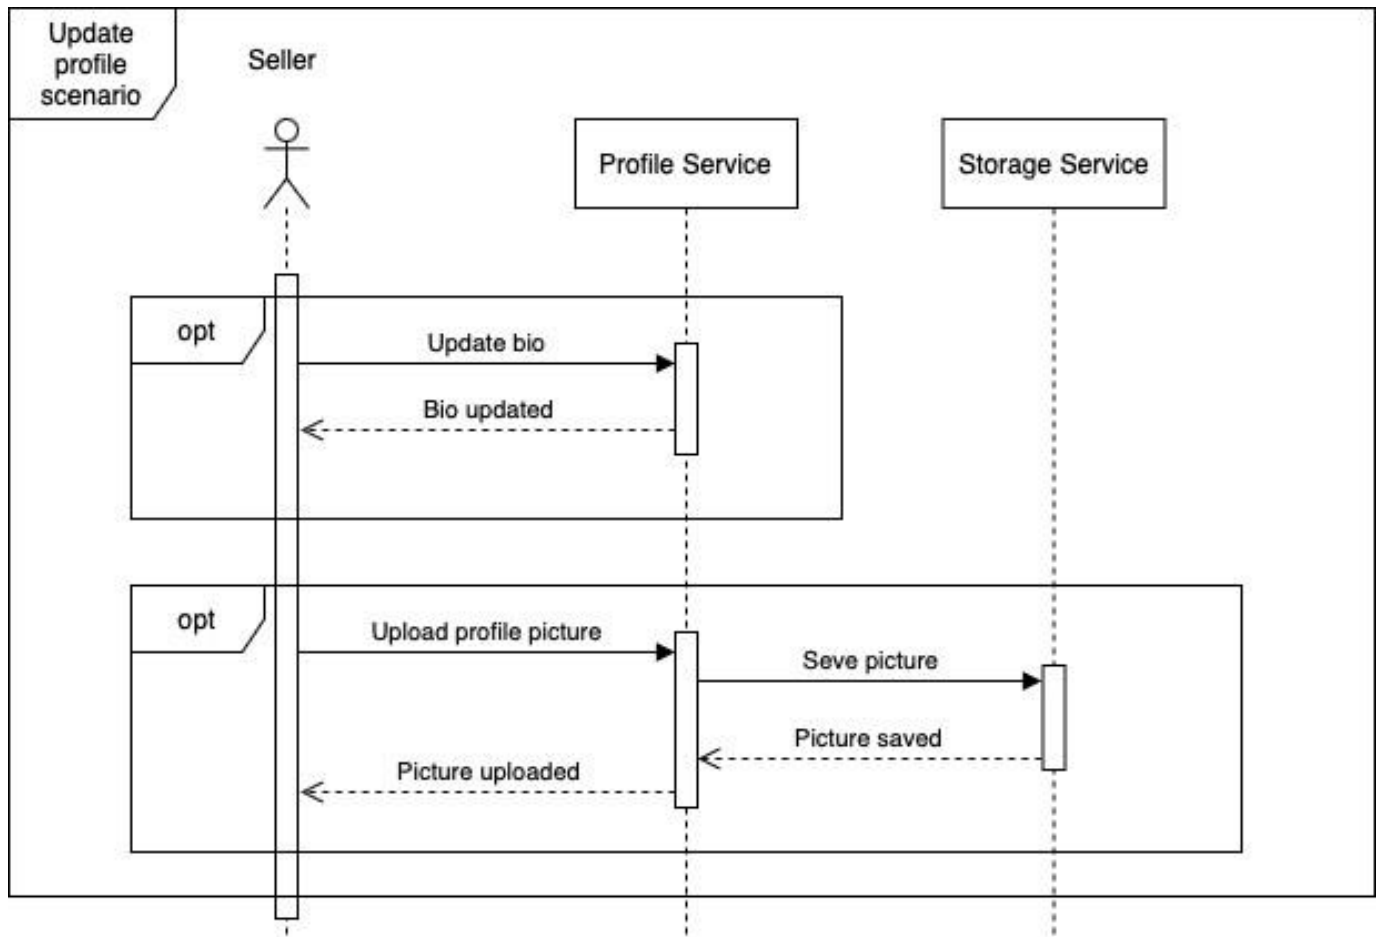 Update
profile
scenario
Seller
Profile Service
Storage Service
opt
Update bio
Bio updated
opt
Upload profile picture
Seve picture
Picture saved
Picture uploaded